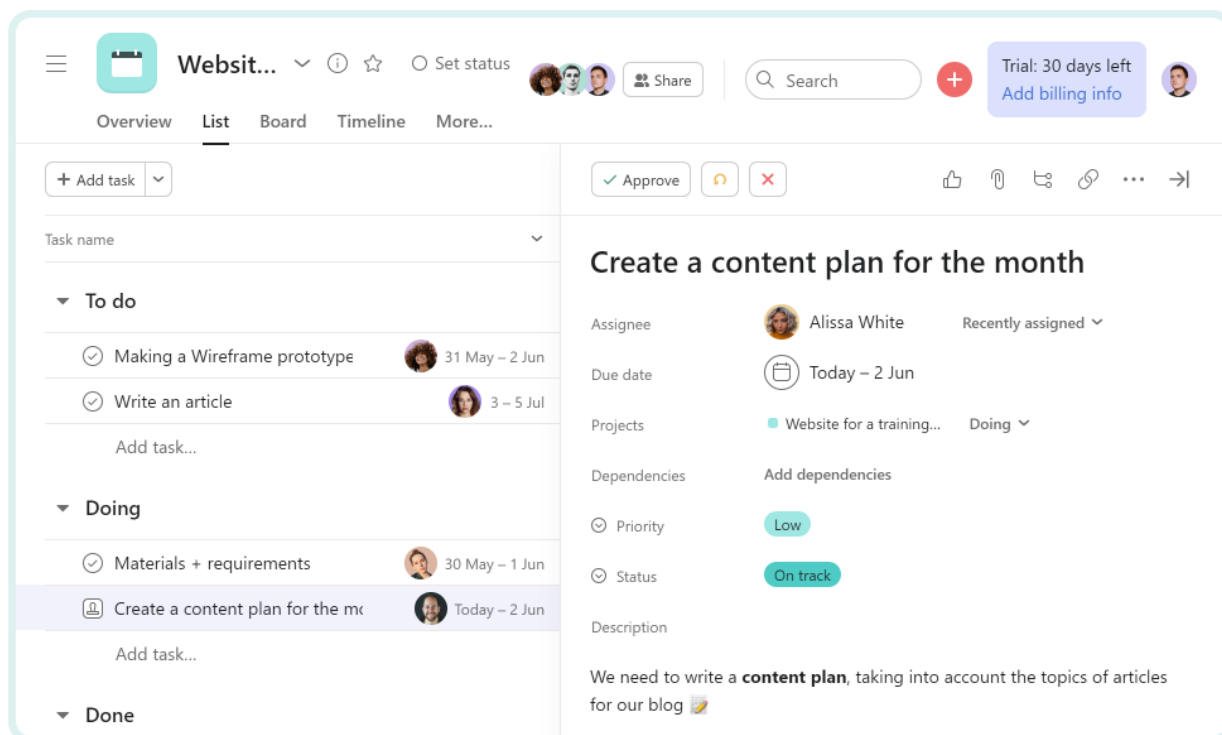 Websit...
Set status
Share
Search
Trial: 30 days left
Add billing info
Overview List Board Timeline More...
+ Add task
Approve
Task name
To do
Making a Wireframe prototype 31 May – 2 Jun
Write an article 3 – 5 Jul
Add task...
Doing
Materials + requirements 30 May – 1 Jun
Create a content plan for the mo Today – 2 Jun
Add task...
Done
Create a content plan for the month
Assignee Alissa White Recently assigned
Due date Today – 2 Jun
Projects Website for a training... Doing
Dependencies Add dependencies
Priority Low
Status On track
Description
We need to write a content plan, taking into account the topics of articles
for our blog 📝